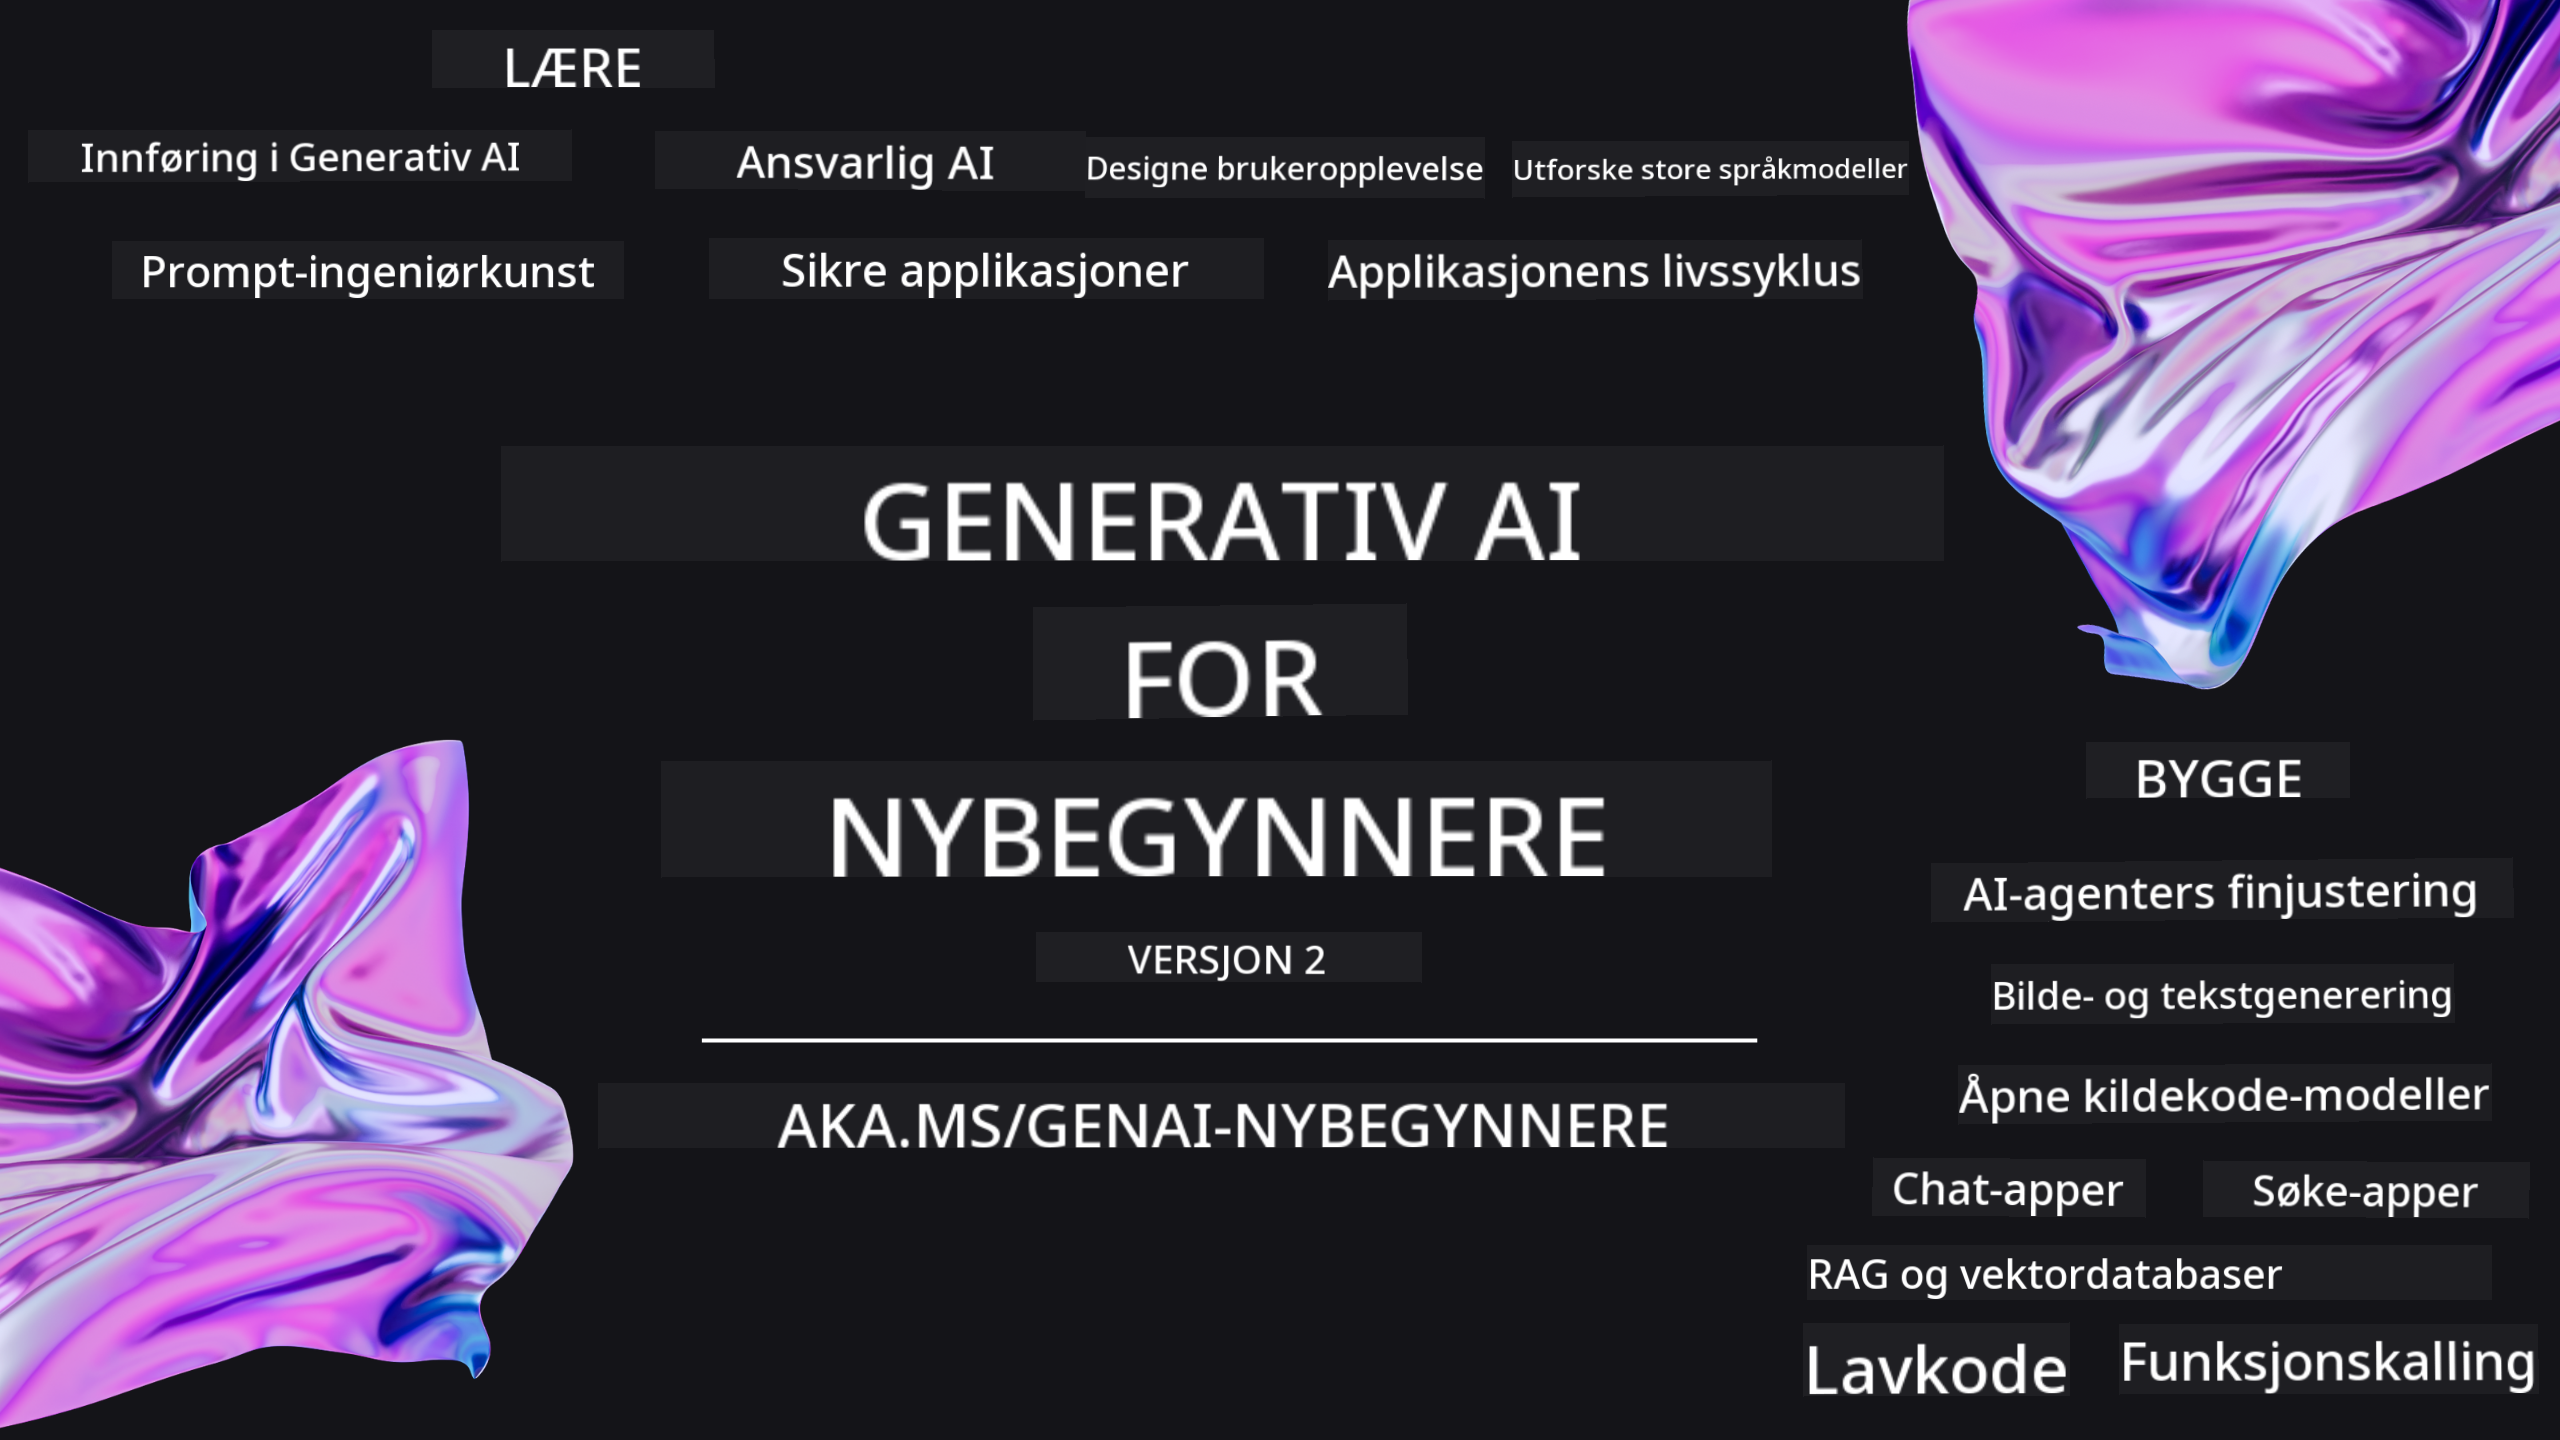 LÆRE
Innføring i Generativ AI
Ansvarlig AI
Designe brukeropplevelse
Utforske store språkmodeller
Prompt-ingeniørkunst
Sikre applikasjoner
Applikasjonens livssyklus
GENERATIV AI
FOR
NYBEGYNNERE
VERSJON 2
AKA.MS/GENAI-NYBEGYNNERE
BYGGE
AI-agenters finjustering
Bilde- og tekstgenerering
Åpne kildekode-modeller
Chat-apper
Søke-apper
RAG og vektordatabaser
Lavkode
Funksjonskalling